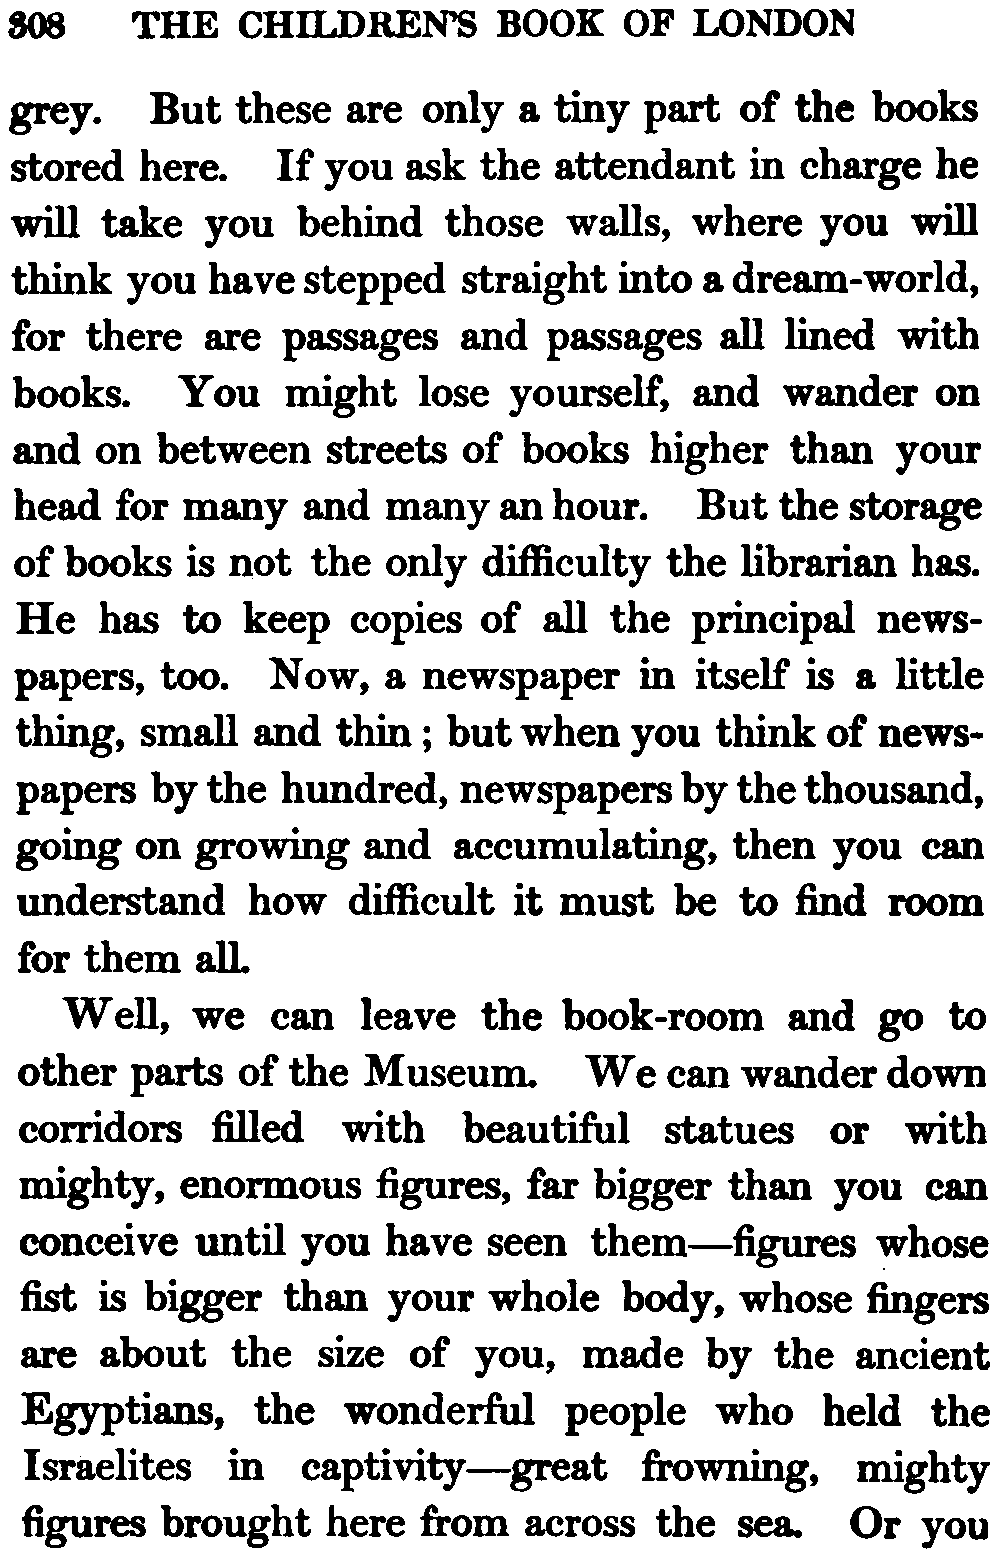 308 THE CHILDREN'S BOOK OF LONDON
grey. But these are only a tiny part of the books
stored here. If you ask the attendant in charge he
will take you behind those walls, where you will
think you have stepped straight into a dream-world,
for there are passages and passages all lined with
books. You might lose yourself, and wander on
and on between streets of books higher than your
head for many and many an hour. But the storage
of books is not the only difficulty the librarian has.
He has to keep copies of all the principal news-
papers, too. Now, a newspaper in itself is a little
thing, small and thin ; but when you think of news-
papers by the hundred, newspapers by the thousand,
going on growing and accumulating, then you can
understand how difficult it must be to find room
for them all.
Well, we can leave the book-room and go to
other parts of the Museum. We can wander down
corridors filled with beautiful statues or with
mighty, enormous figures, far bigger than you can
conceive until you have seen them—figures whose
fist is bigger than your whole body, whose fingers
are about the size of you, made by the ancient
Egyptians, the wonderful people who held the
Israelites in captivity—great frowning, mighty
figures brought here from across the sea. Or you